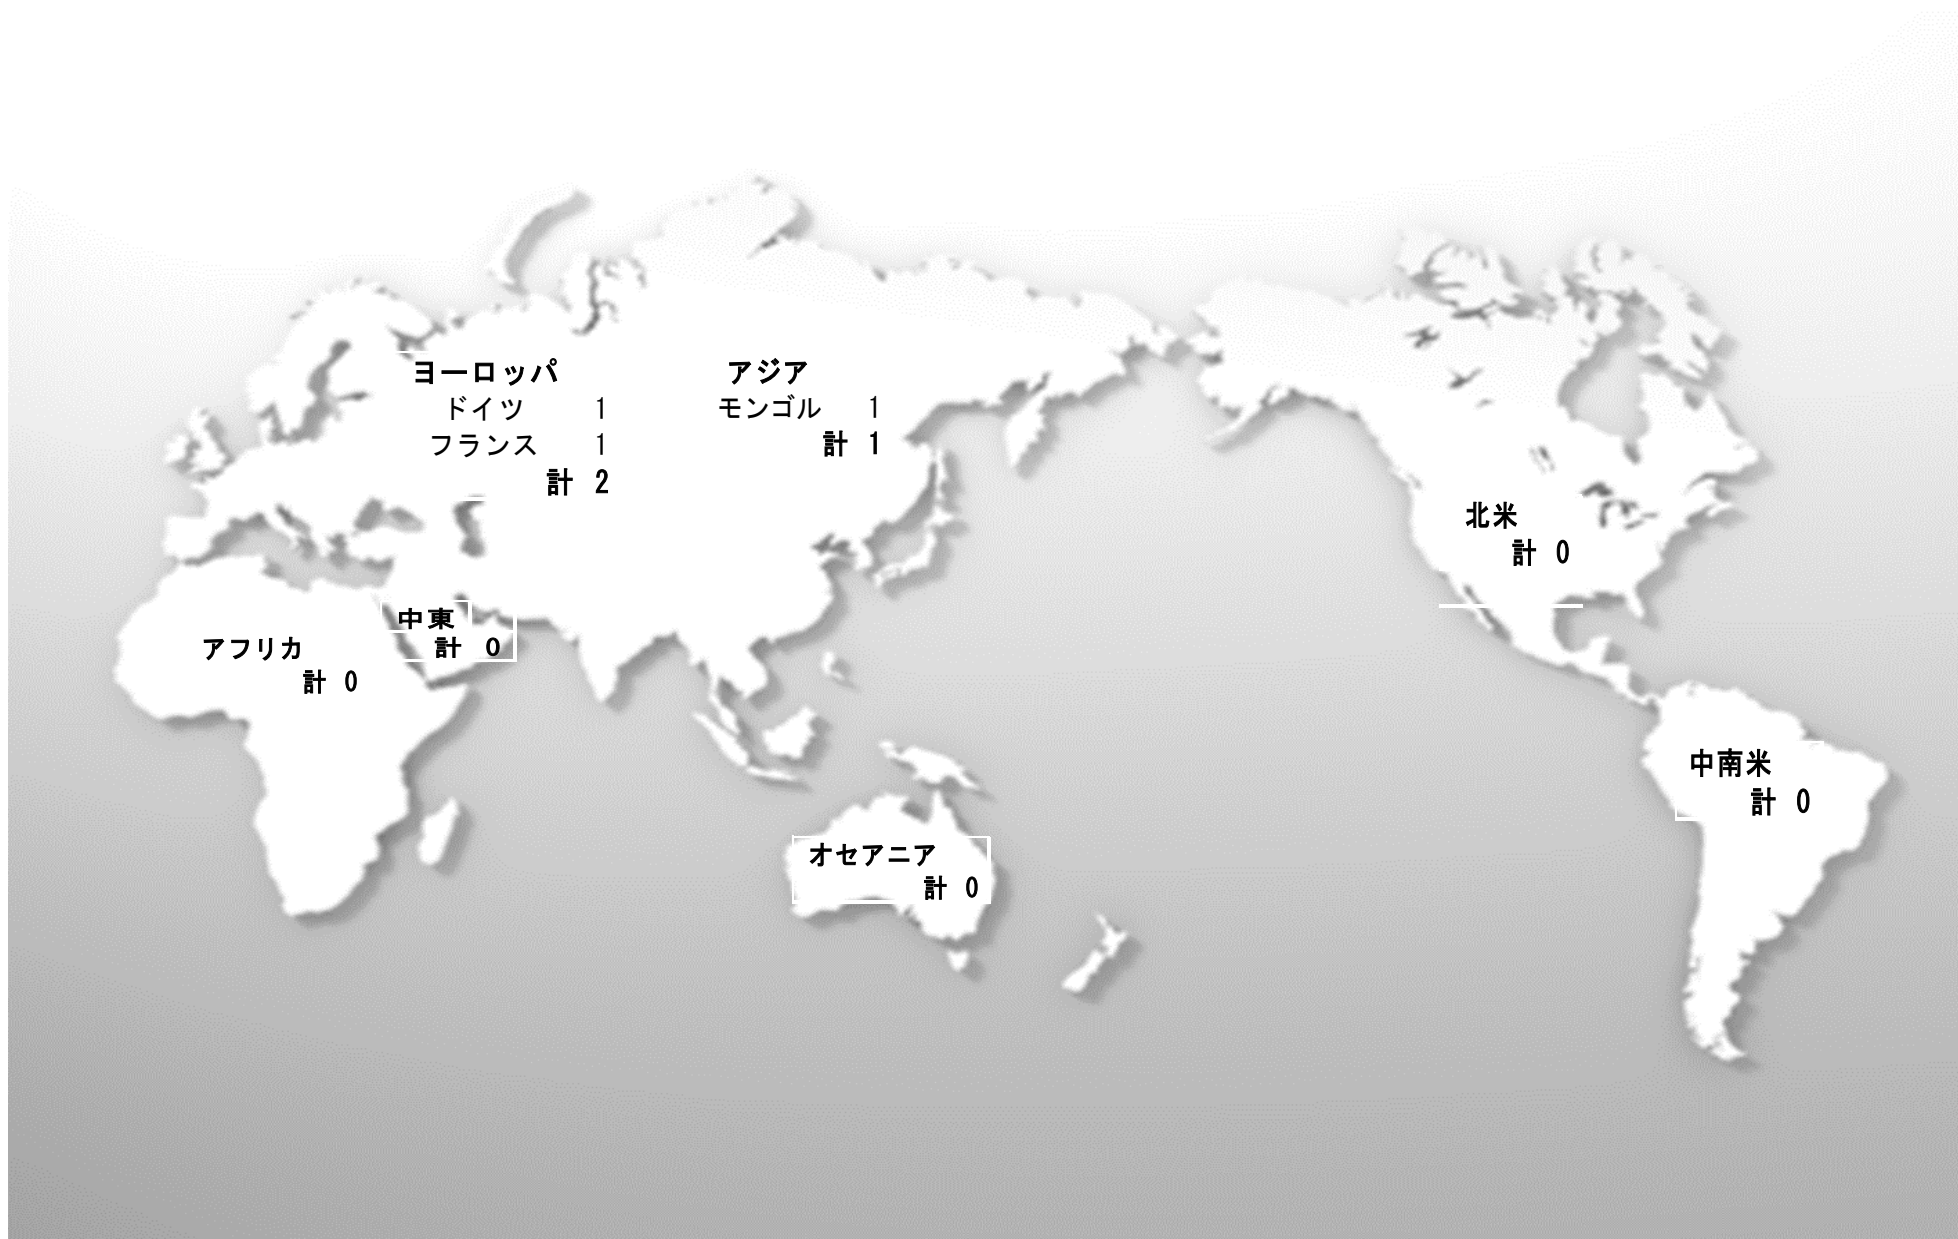 ヨーロッパ
ドイツ 1
フランス 1
計 2
アジア
モンゴル 1
計 1
北米
計 0
中東
計 0
アフリカ
計 0
中南米
計 0
オセアニア
計 0